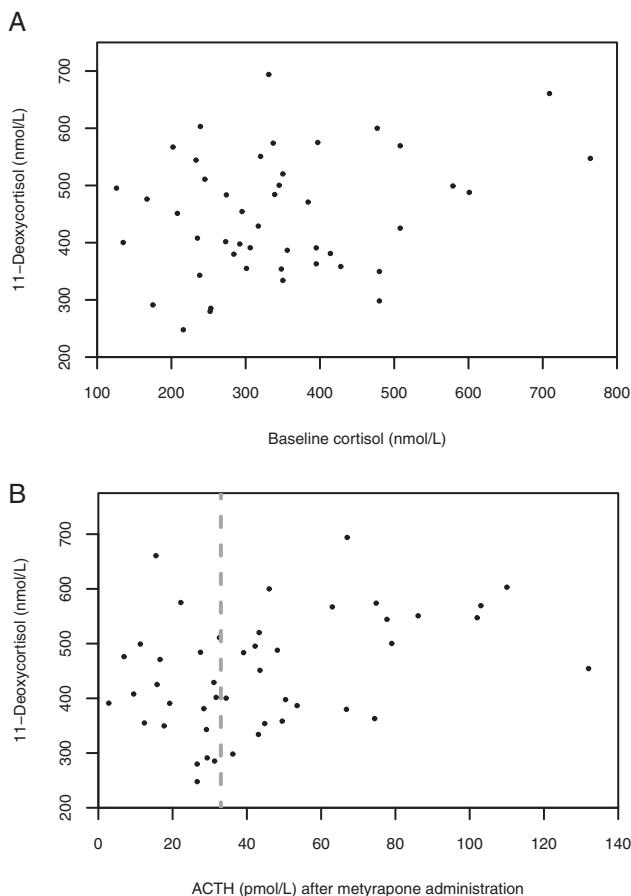 A
700
600
500
400
300
200
11−Deoxycortisol (nmol/L)
100 200 300 400 500 600 700 800
Baseline cortisol (nmol/L)
B
700
600
500
400
300
200
11−Deoxycortisol (nmol/L)
0 20 40 60 80 100 120 140
ACTH (pmol/L) after metyrapone administration